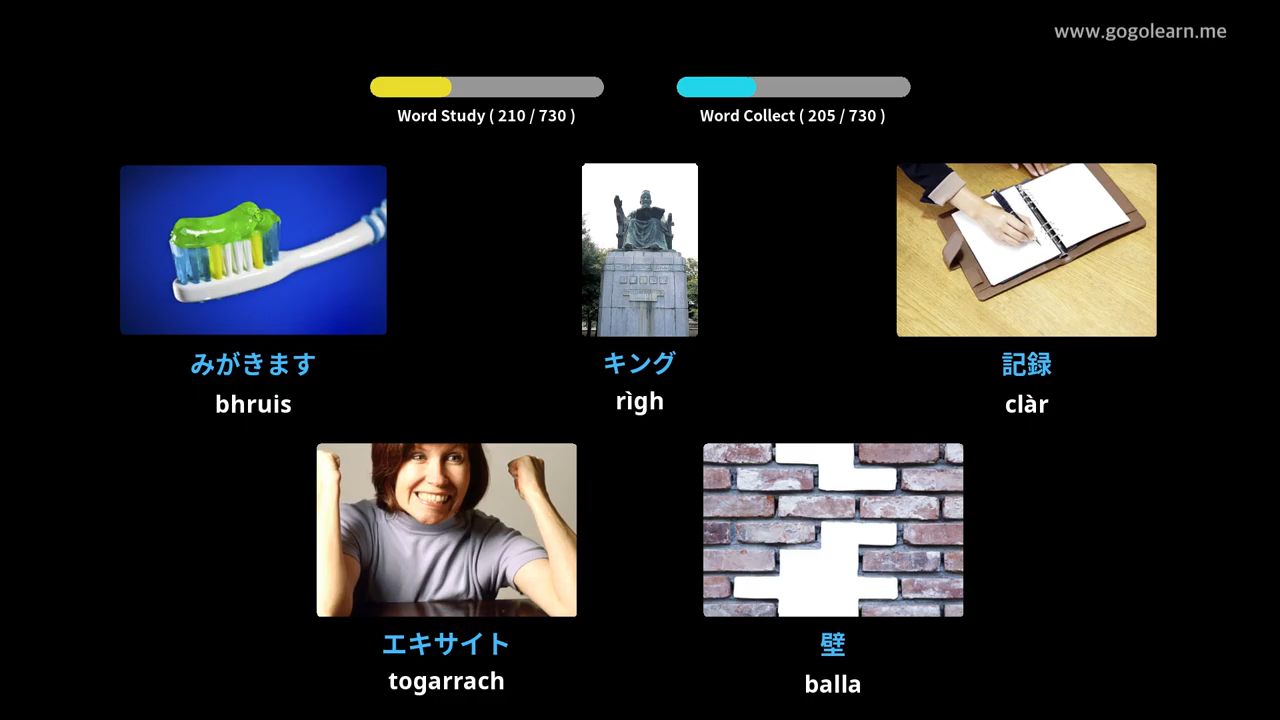 www.gogolearn.me
Word Study ( 210 / 730 )
Word Collect ( 205 / 730 )
みがきます
bhruis
キング
rìgh
記録
clàr
エキサイト
togarrach
壁
balla